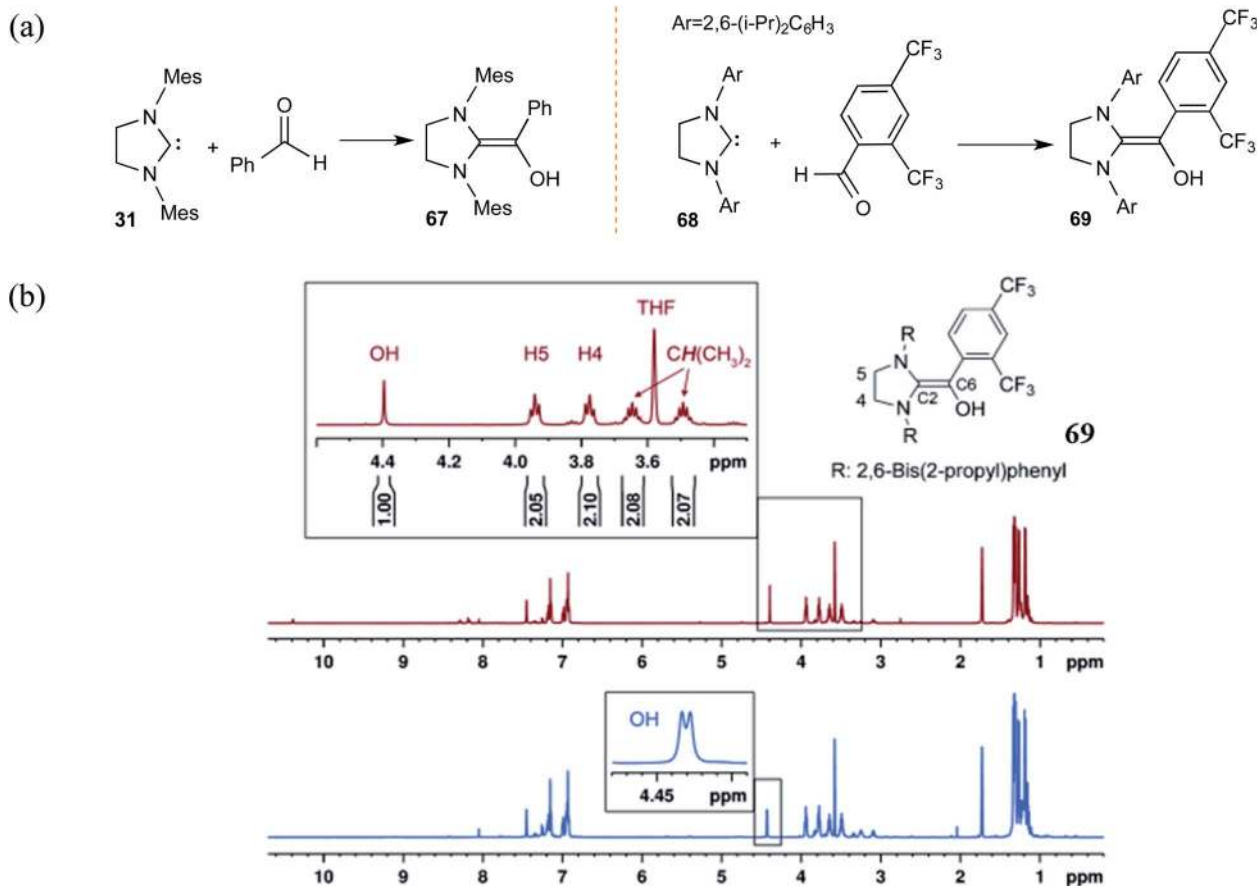 (a)
Ar=2,6-(i-Pr)2C6H3
Mes
N
N
:
Mes
31
+
O
Ph
H
Mes
N
N
Ph
OH
Mes
67
Ar
N
N
:
Ar
68
+
CF3
CF3
H
O
CF3
Ar
N
N
CF3
OH
Ar
69
(b)
THF
OH
H5
H4
CH(CH3)2
4.4
4.2
4.0
3.8
3.6
ppm
1.00
2.05
2.10
2.08
2.07
CF3
R
N
5
C6
CF3
4
C2
N
OH
R
69
R: 2,6-Bis(2-propyl)phenyl
10
9
8
7
6
5
4
3
2
1
ppm
OH
4.45
ppm
10
9
8
7
6
5
4
3
2
1
ppm